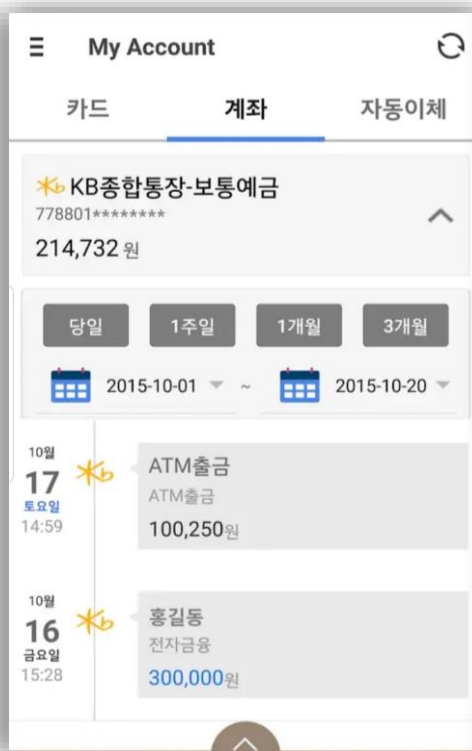 My Account
카드 계좌 자동이체
Kb KB종합통장-보통예금
778801********
214,732 원
당일 1주일 1개월 3개월
2015-10-01 ~ 2015-10-20
10월
17
토요일
14:59
Kb
ATM출금
ATM출금
100,250원
10월
16
금요일
15:28
Kb
홍길동
전자금융
300,000원